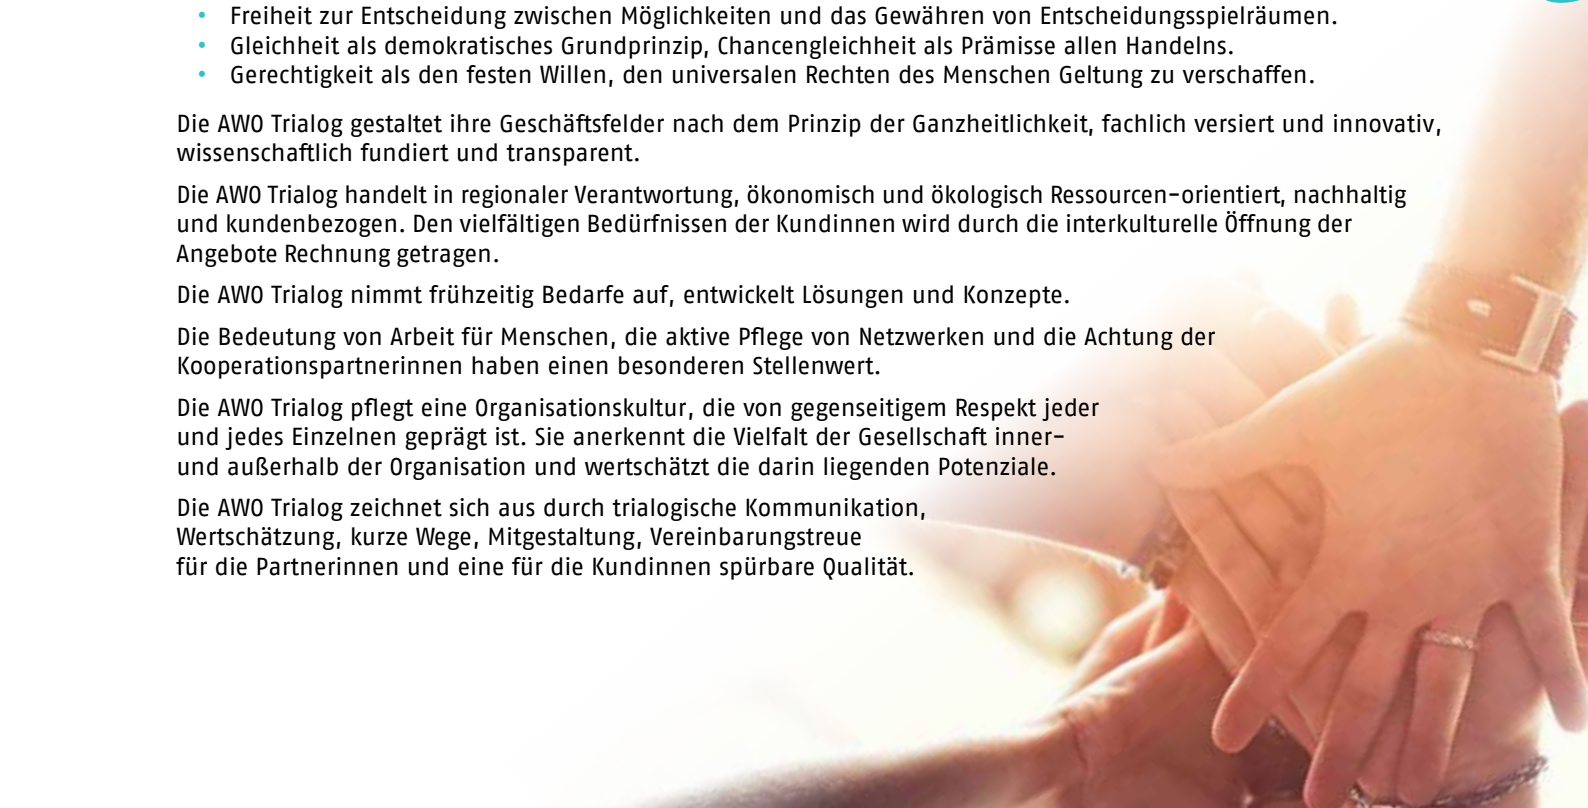 • Freiheit zur Entscheidung zwischen Möglichkeiten und das Gewähren von Entscheidungsspielräumen.
• Gleichheit als demokratisches Grundprinzip, Chancengleichheit als Prämisse allen Handelns.
• Gerechtigkeit als den festen Willen, den universalen Rechten des Menschen Geltung zu verschaffen.
Die AWO Trialog gestaltet ihre Geschäftsfelder nach dem Prinzip der Ganzheitlichkeit, fachlich versiert und innovativ,
wissenschaftlich fundiert und transparent.
Die AWO Trialog handelt in regionaler Verantwortung, ökonomisch und ökologisch Ressourcen-orientiert, nachhaltig
und kundenbezogen. Den vielfältigen Bedürfnissen der Kundinnen wird durch die interkulturelle Öffnung der
Angebote Rechnung getragen.
Die AWO Trialog nimmt frühzeitig Bedarfe auf, entwickelt Lösungen und Konzepte.
Die Bedeutung von Arbeit für Menschen, die aktive Pflege von Netzwerken und die Achtung der
Kooperationspartnerinnen haben einen besonderen Stellenwert.
Die AWO Trialog pflegt eine Organisationskultur, die von gegenseitigem Respekt jeder
und jedes Einzelnen geprägt ist. Sie anerkennt die Vielfalt der Gesellschaft inner-
und außerhalb der Organisation und wertschätzt die darin liegenden Potenziale.
Die AWO Trialog zeichnet sich aus durch trialogische Kommunikation,
Wertschätzung, kurze Wege, Mitgestaltung, Vereinbarungstreue
für die Partnerinnen und eine für die Kundinnen spürbare Qualität.